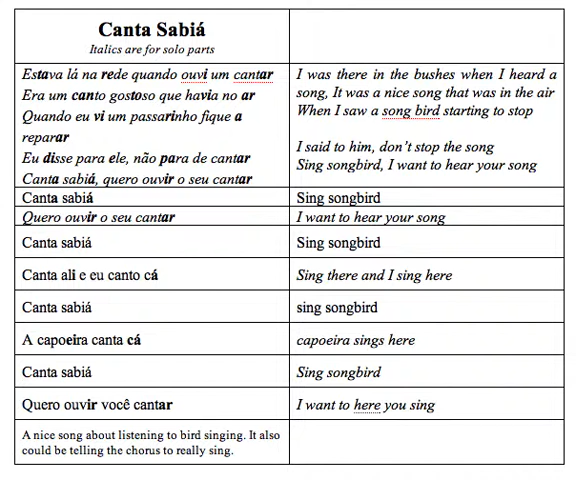 Canta Sabiá
Italics are for solo parts
Estava lá na rede quando ouvi um cantar
Era um canto gostoso que havia no ar
Quando eu vi um passarinho fique a
reparar
Eu disse para ele, não para de cantar
Canta sabiá, quero ouvir o seu cantar
I was there in the bushes when I heard a
song, It was a nice song that was in the air
When I saw a song bird starting to stop
I said to him, don't stop the song
Sing songbird, I want to hear your song
Canta sabiá
Sing songbird
Quero ouvir o seu cantar
I want to hear your song
Canta sabiá
Sing songbird
Canta ali e eu canto cá
Sing there and I sing here
Canta sabiá
sing songbird
A capoeira canta cá
capoeira sings here
Canta sabiá
Sing songbird
Quero ouvir você cantar
I want to here you sing
A nice song about listening to bird singing. It also
could be telling the chorus to really sing.